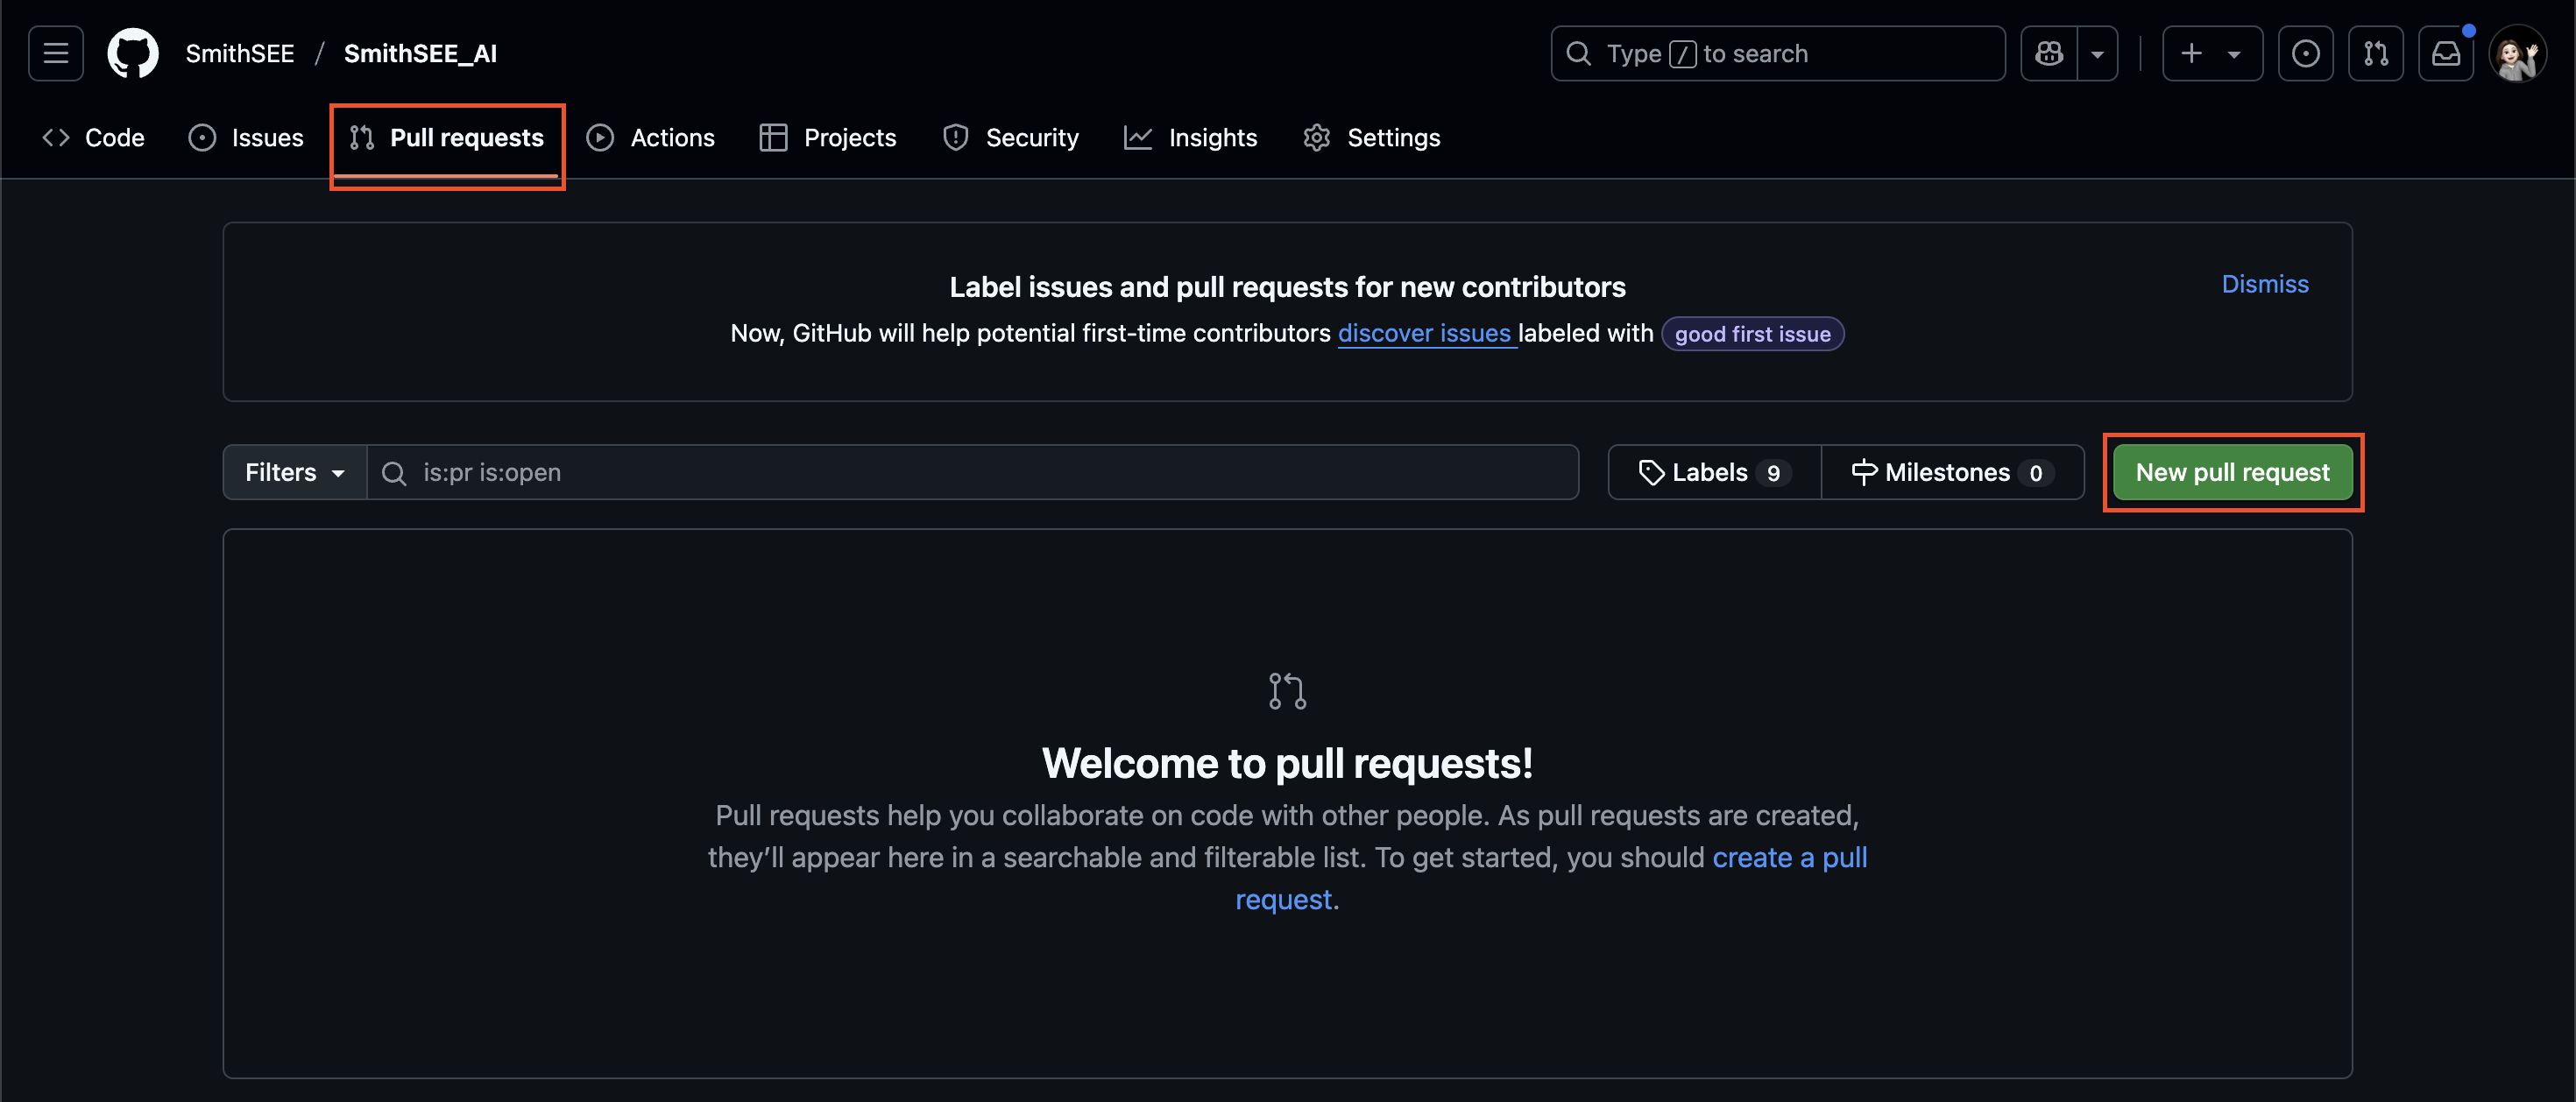 SmithSEE / SmithSEE_AI
Type / to search
Code Issues Pull requests Actions Projects Security Insights Settings
Label issues and pull requests for new contributors
Dismiss
Now, GitHub will help potential first-time contributors discover issues labeled with good first issue
Filters is:pr is:open Labels 9 Milestones 0 New pull request
Welcome to pull requests!
Pull requests help you collaborate on code with other people. As pull requests are created,
they’ll appear here in a searchable and filterable list. To get started, you should create a pull
request.